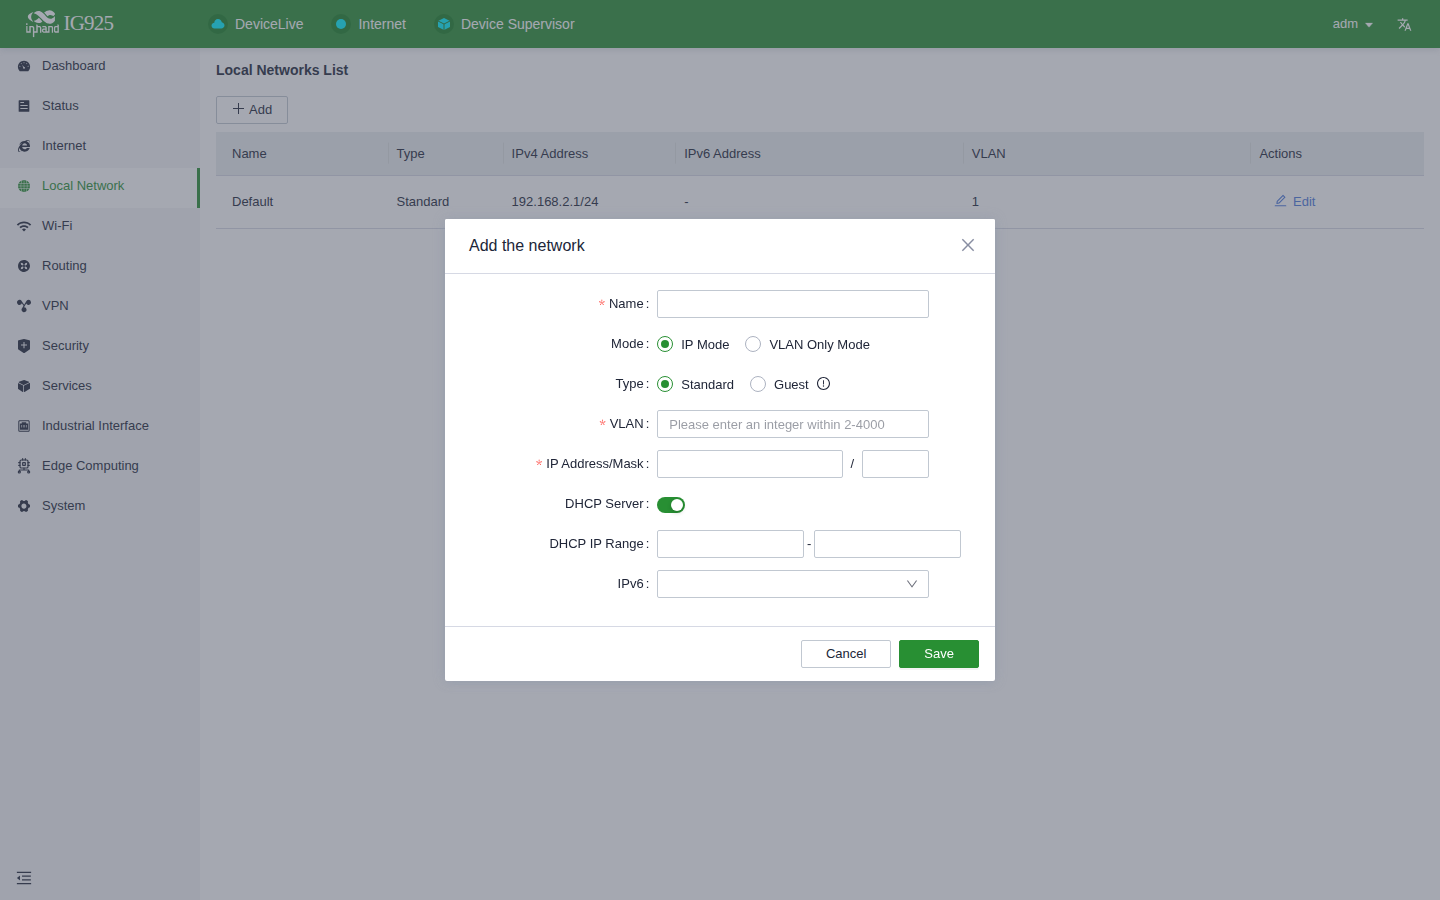 inhand IG925
DeviceLive
Internet
Device Supervisor
adm
Dashboard
Status
Internet
Local Network
Wi-Fi
Routing
VPN
Security
Services
Industrial Interface
Edge Computing
System
Local Networks List
Add
Name Type IPv4 Address IPv6 Address VLAN Actions
Default Standard 192.168.2.1/24 - 1 Edit
Add the network
* Name:
Mode: IP Mode VLAN Only Mode
Type: Standard Guest
* VLAN: Please enter an integer within 2-4000
* IP Address/Mask: /
DHCP Server:
DHCP IP Range: -
IPv6:
Cancel Save